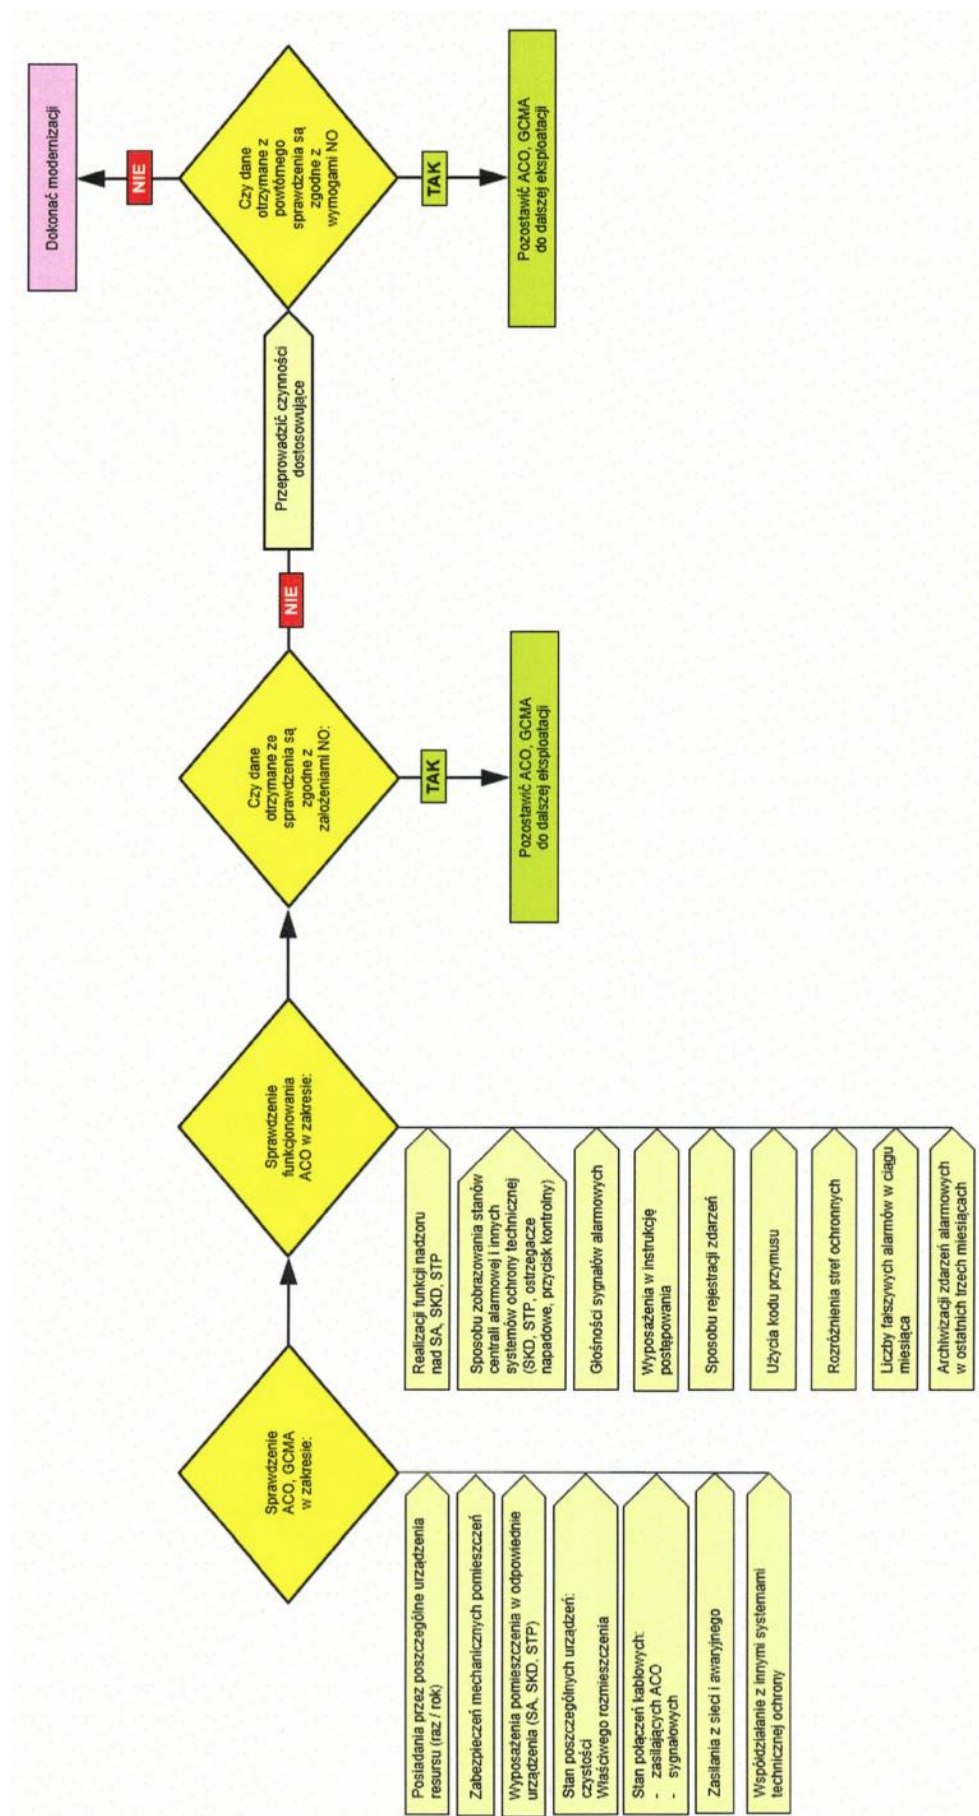 Sprawdzenie
ACO, GCMA
w zakresie:
Posiadania przez poszczególne urządzenia
resursu (raz / rok)
Zabezpieczeń mechanicznych pomieszczeń
Wyposażenia pomieszczenia w odpowiednie
urządzenia (SA, SKD, STP)
Stan poszczególnych urządzeń:
czystości
Właściwego rozmieszczenia
Stan połączeń kablowych:
- zasilających ACO
- sygnałowych
Zasilania z sieci i awaryjnego
Współdziałanie z innymi systemami
technicznej ochrony
Sprawdzenie
funkcjonowania
ACO w zakresie:
Realizacji funkcji nadzoru
nad SA, SKD, STP
Sposobu zobrazowania stanów
centrali alarmowej i innych
systemów ochrony technicznej
(SKD, STP, ostrzegacze
napadowe, przycisk kontrolny)
Głośności sygnałów alarmowych
Wyposażenia w instrukcję
postępowania
Sposobu rejestracji zdarzeń
Użycia kodu przymusu
Rozróżnienia stref ochronnych
Liczby fałszywych alarmów w ciągu
miesiąca
Archiwizacji zdarzeń alarmowych
w ostatnich trzech miesiącach
Czy dane
otrzymane ze
sprawdzenia są
zgodne z
założeniami NO:
TAK
Pozostawić ACO, GCMA
do dalszej eksploatacji
NIE
Przeprowadzić czynności
dostosowujące
Czy dane
otrzymane z
powtórnego
sprawdzenia są
zgodne z
wymogami NO
TAK
Pozostawić ACO, GCMA
do dalszej eksploatacji
NIE
Dokonać modernizacji